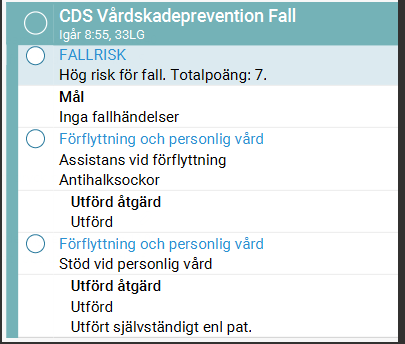 CDS Vårdskadeprevention Fall
Igår 8:55, 33LG
FALLRISK
Hög risk för fall. Totalpoäng: 7.
Mål
Inga fallhändelser
Förflyttning och personlig vård
Assistans vid förflyttning
Antihalksockor
Utförd åtgärd
Utförd
Förflyttning och personlig vård
Stöd vid personlig vård
Utförd åtgärd
Utförd
Utfört självständigt enl pat.